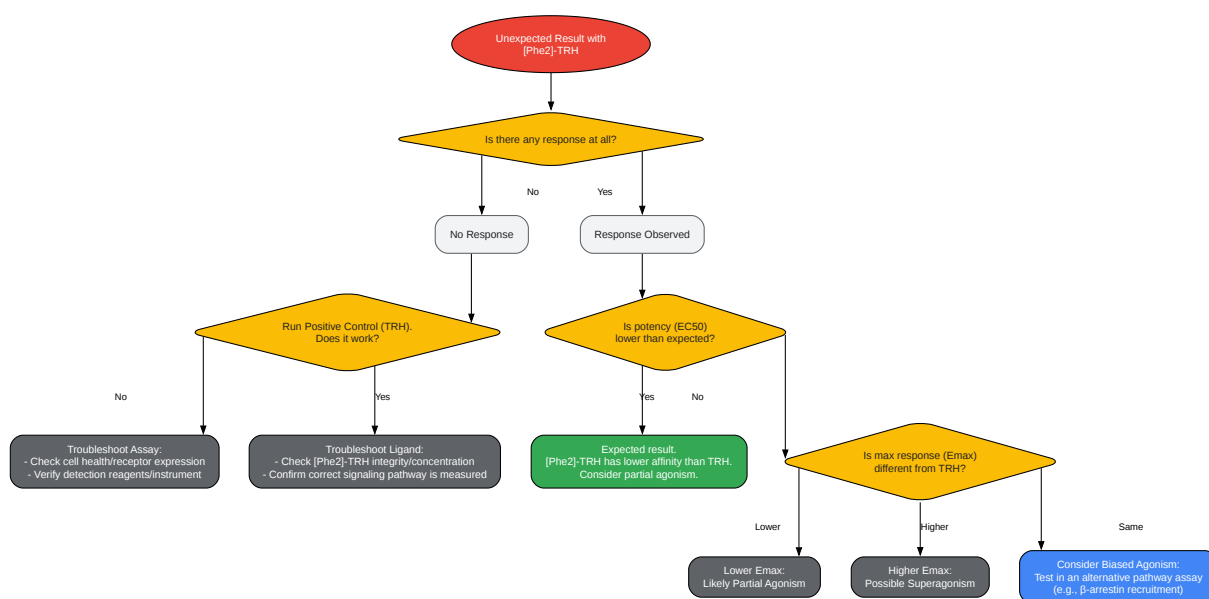 Unexpected Result with
[Phe2]-TRH
Is there any response at all?
No
Yes
No Response
Response Observed
Run Positive Control (TRH).
Does it work?
Is potency (EC50)
lower than expected?
No
Yes
Yes
No
Troubleshoot Assay:
- Check cell health/receptor expression
- Verify detection reagents/instrument
Troubleshoot Ligand:
- Check [Phe2]-TRH integrity/concentration
- Confirm correct signaling pathway is measured
Expected result.
[Phe2]-TRH has lower affinity than TRH.
Consider partial agonism.
Is max response (Emax)
different from TRH?
Lower
Higher
Same
Lower Emax:
Likely Partial Agonism
Higher Emax:
Possible Superagonism
Consider Biased Agonism:
Test in an alternative pathway assay
(e.g., β-arrestin recruitment)